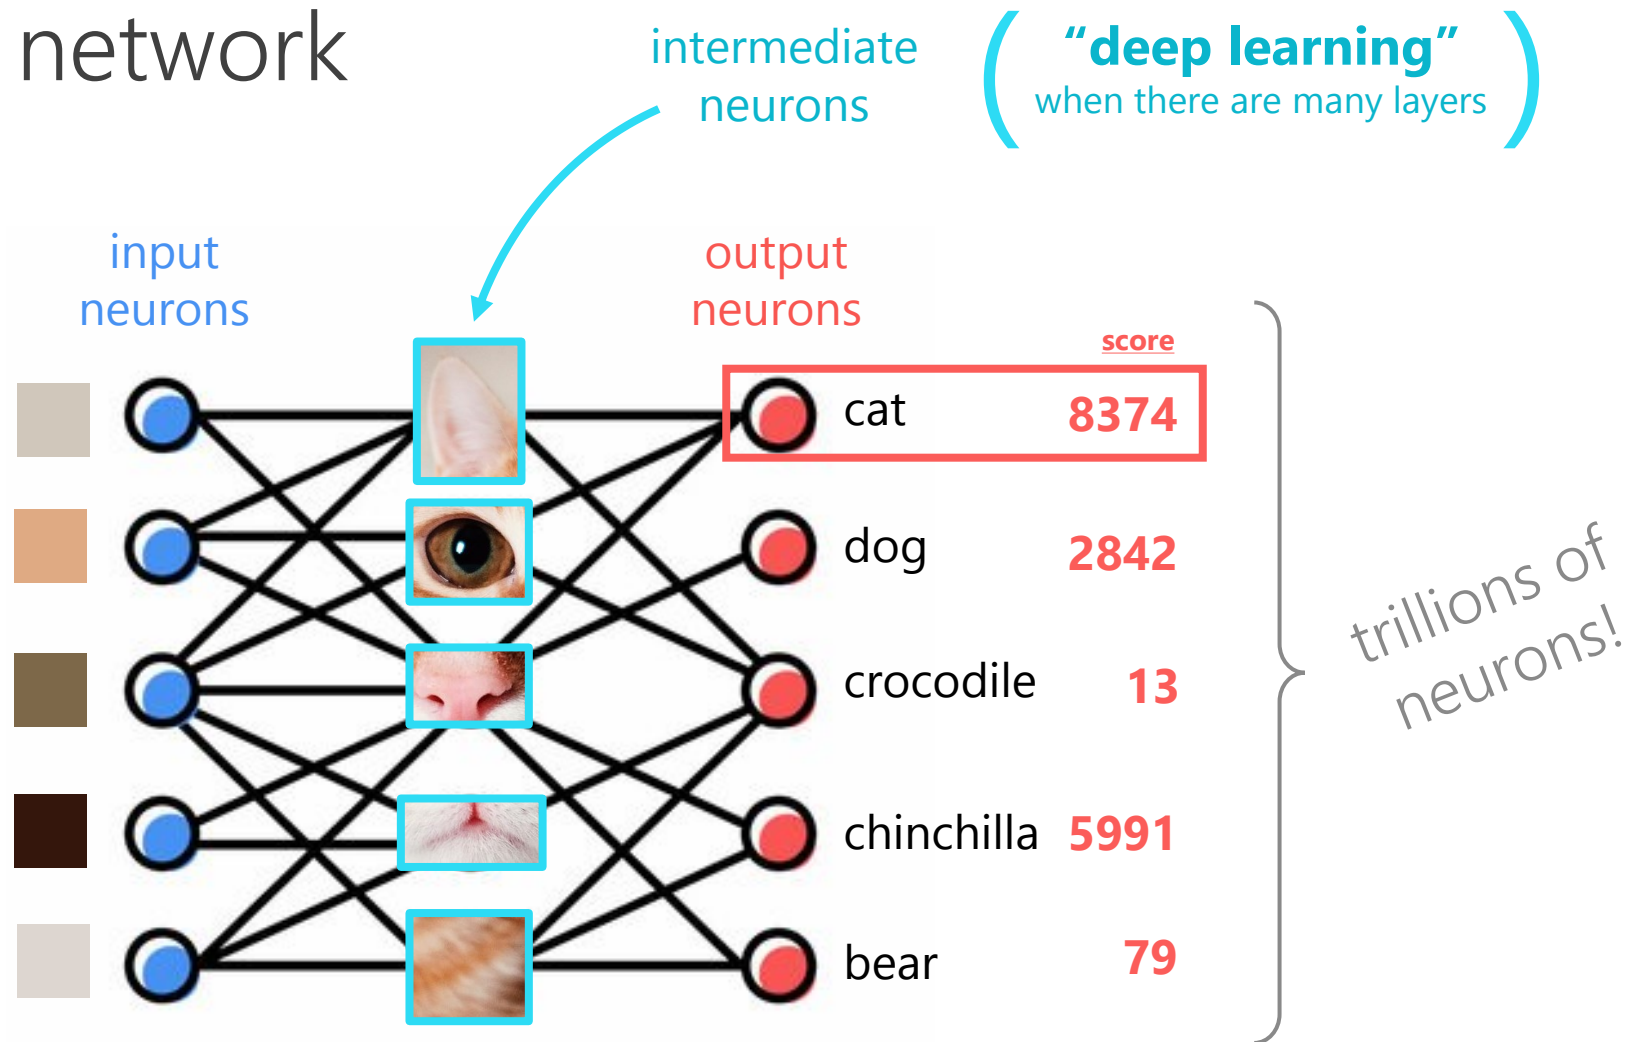 network
intermediate
neurons
“deep learning”
when there are many layers
input
neurons
output
neurons
score
cat 8374
dog 2842
crocodile 13
chinchilla 5991
bear 79
trillions of
neurons!